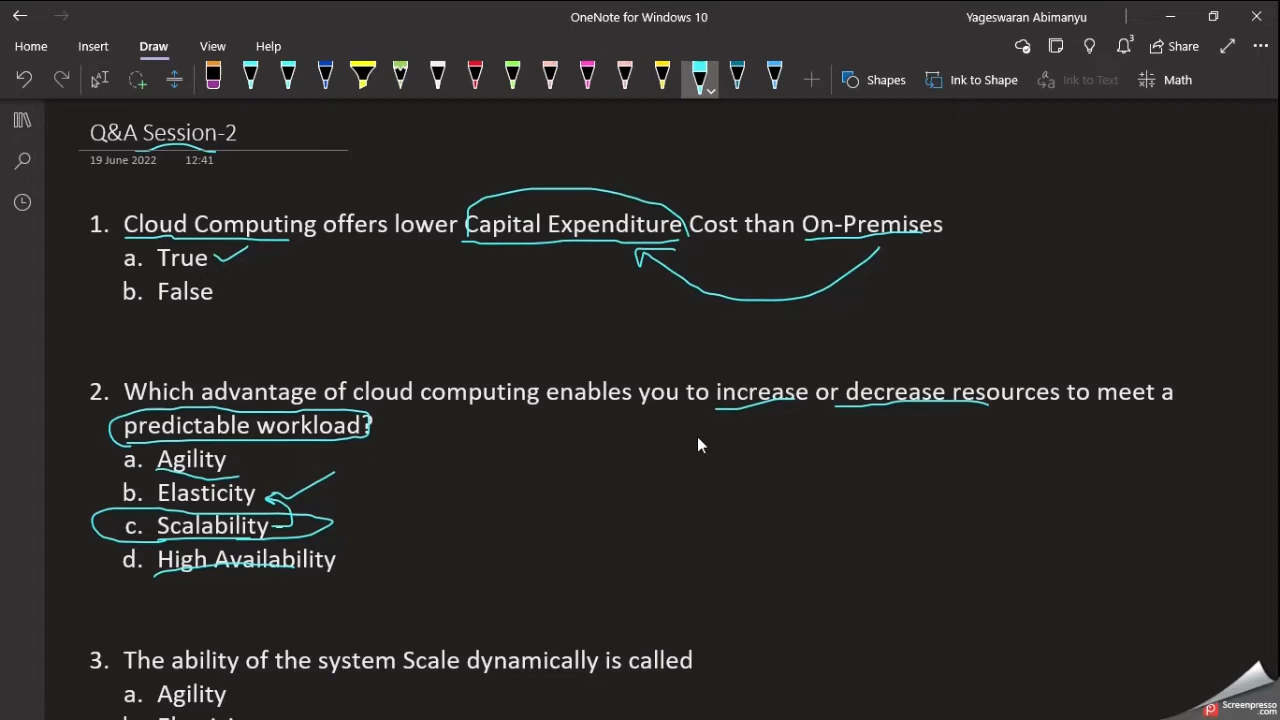 OneNote for Windows 10
Yageswaran Abimanyu
Home Insert Draw View Help
3
Share
Shapes
Ink to Shape
Ink to Text
Math
Q&A Session-2
19 June 2022 12:41
1. Cloud Computing offers lower Capital Expenditure Cost than On-Premises
a. True
b. False
2. Which advantage of cloud computing enables you to increase or decrease resources to meet a
predictable workload?
a. Agility
b. Elasticity
c. Scalability
d. High Availability
3. The ability of the system Scale dynamically is called
a. Agility
Screenpresso
.com